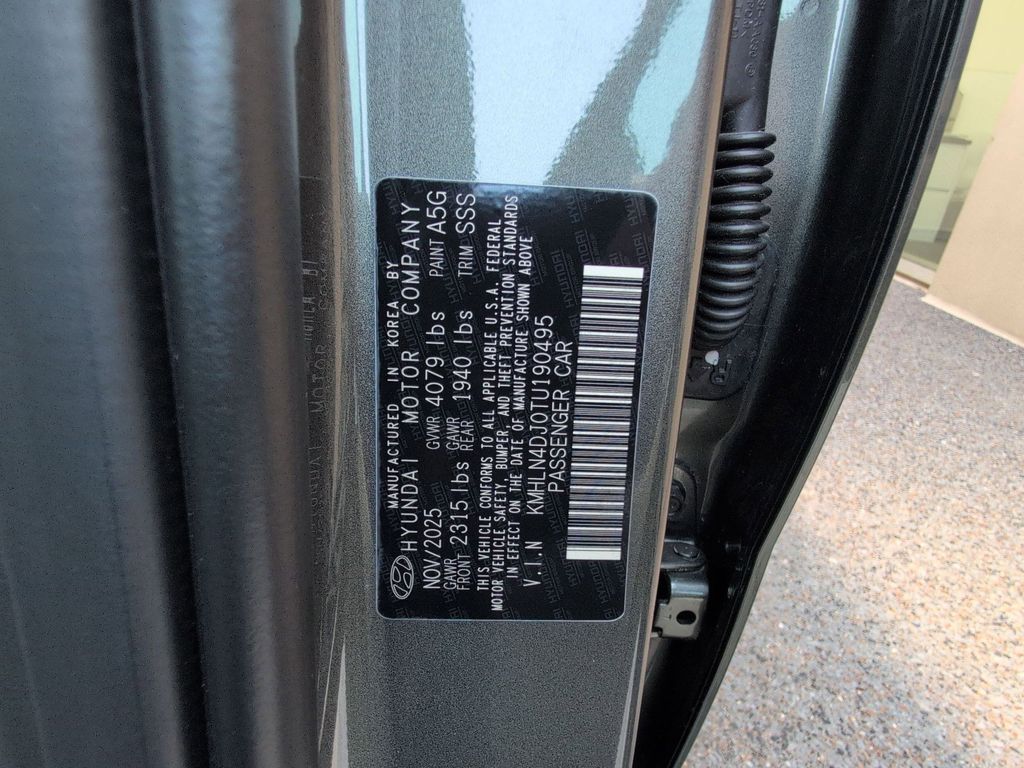 MANUFACTURED IN KOREA BY
HYUNDAI MOTOR COMPANY
NOV/2025 GVWR 4079 lbs PAINT A5G
GAWR FRONT 2315 lbs GAWR REAR 1940 lbs TRIM SSS
THIS VEHICLE CONFORMS TO ALL APPLICABLE U.S.A. FEDERAL
MOTOR VEHICLE SAFETY, BUMPER, AND THEFT PREVENTION STANDARDS
IN EFFECT ON THE DATE OF MANUFACTURE SHOWN ABOVE
V.I.N KMHLN4DJ0TU190495
PASSENGER CAR